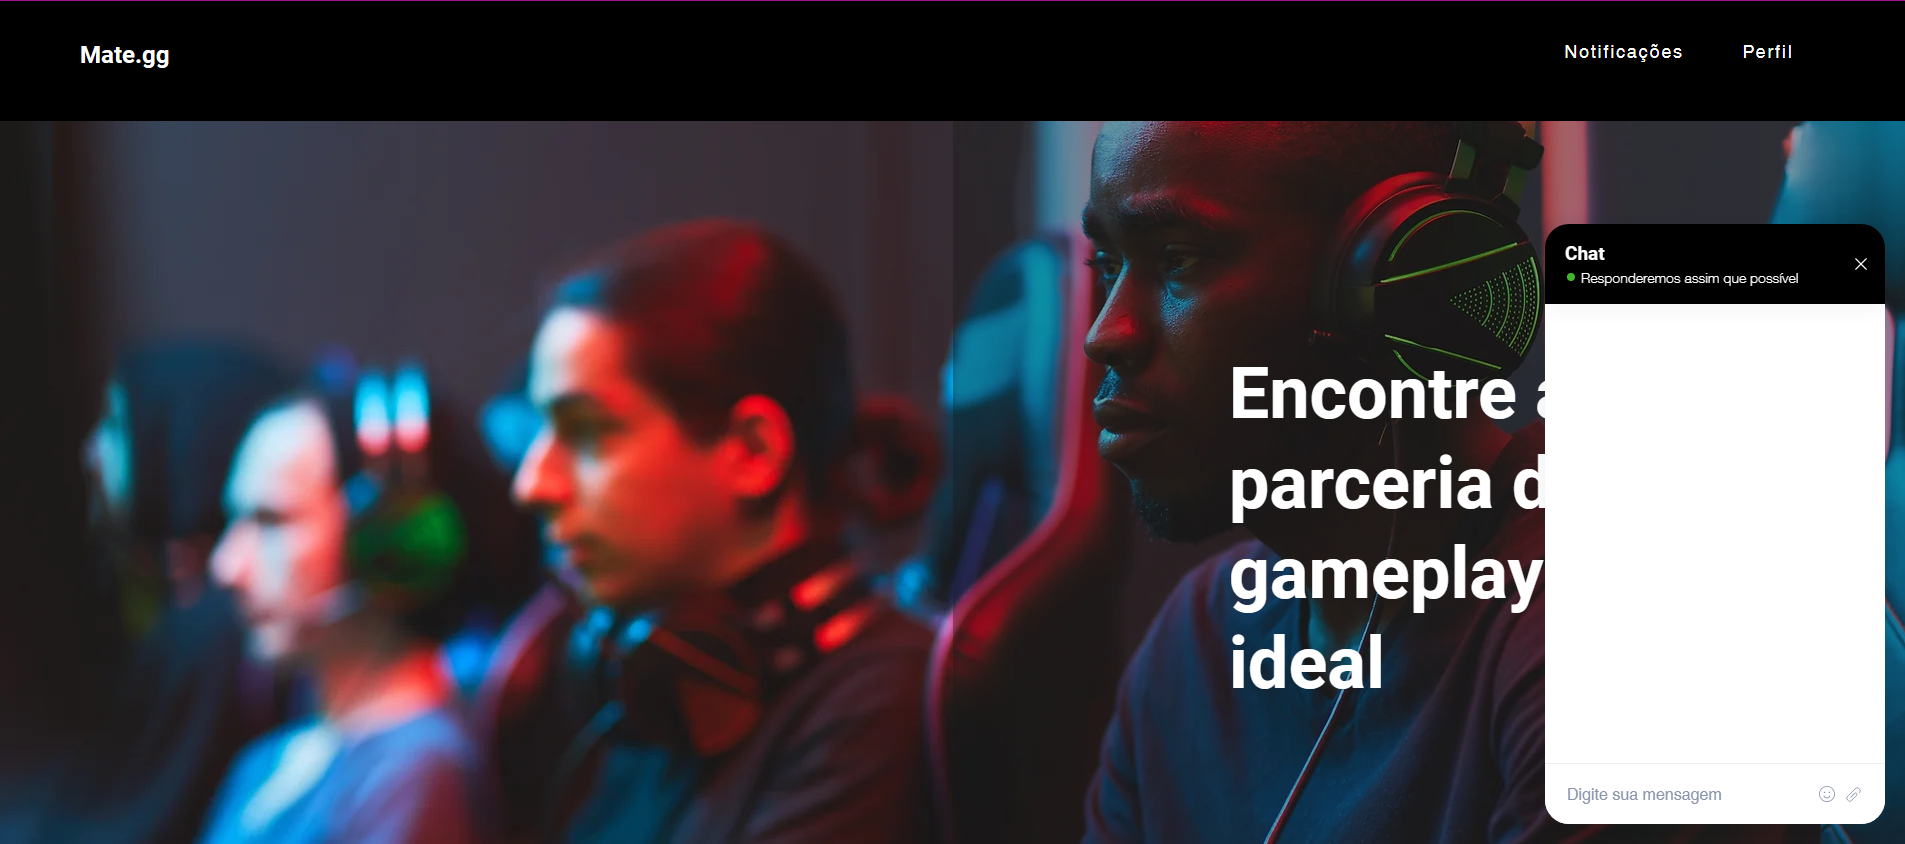 Mate.gg
Notificações Perfil
Chat
Responderemos assim que possível
Encontre
parceria
gameplay
ideal
Digite sua mensagem